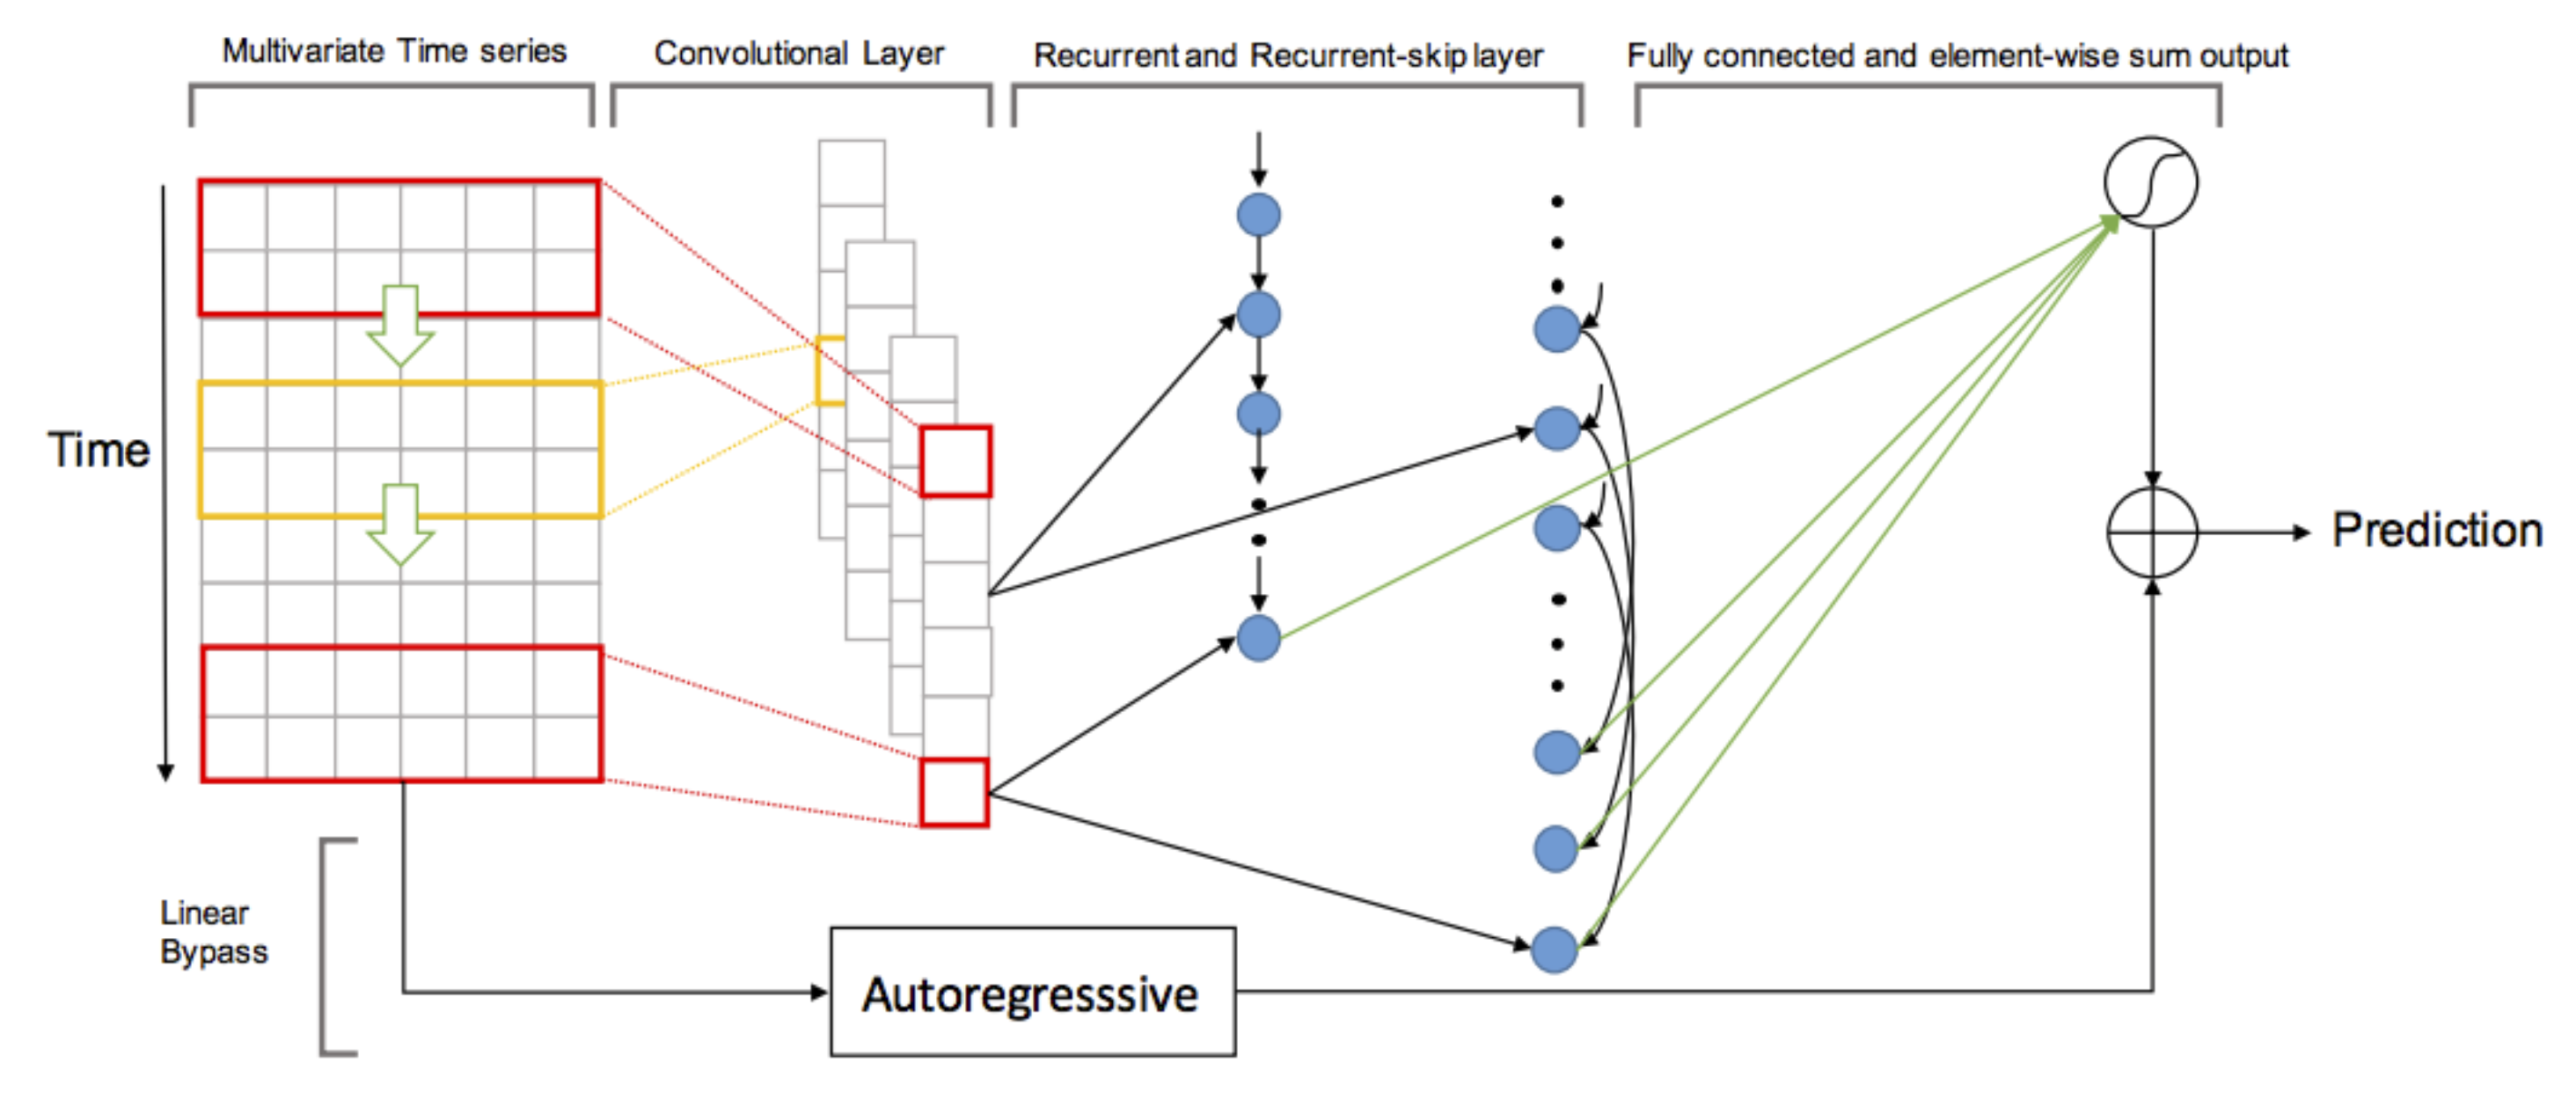 Multivariate Time series
Convolutional Layer
Recurrent and Recurrent-skip layer
Fully connected and element-wise sum output
Time
Prediction
Linear
Bypass
Autoregresssive